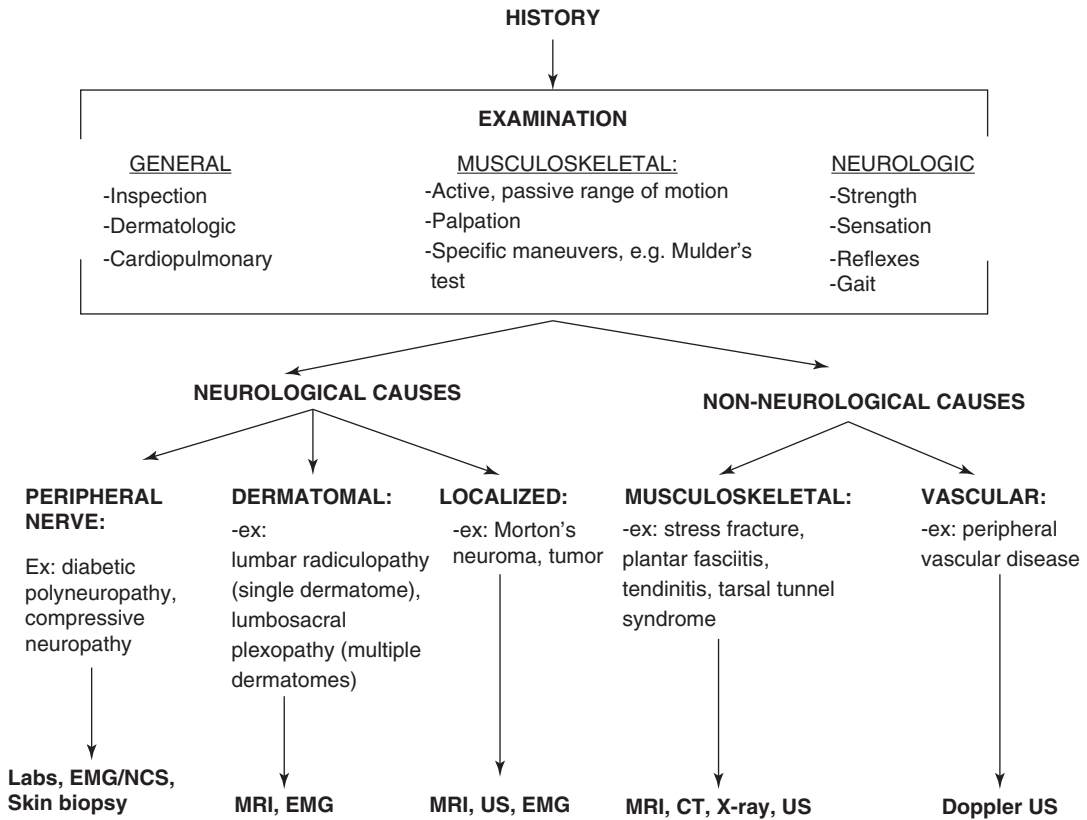 HISTORY
EXAMINATION
GENERAL
-Inspection
-Dermatologic
-Cardiopulmonary
MUSCULOSKELETAL:
-Active, passive range of motion
-Palpation
-Specific maneuvers, e.g. Mulder's
test
NEUROLOGIC
-Strength
-Sensation
-Reflexes
-Gait
NEUROLOGICAL CAUSES
NON-NEUROLOGICAL CAUSES
PERIPHERAL
NERVE:
Ex: diabetic
polyneuropathy,
compressive
neuropathy
Labs, EMG/NCS,
Skin biopsy
DERMATOMAL:
-ex:
lumbar radiculopathy
(single dermatome),
lumbosacral
plexopathy (multiple
dermatomes)
MRI, EMG
LOCALIZED:
-ex: Morton's
neuroma, tumor
MRI, US, EMG
MUSCULOSKELETAL:
-ex: stress fracture,
plantar fasciitis,
tendinitis, tarsal tunnel
syndrome
MRI, CT, X-ray, US
VASCULAR:
-ex: peripheral
vascular disease
Doppler US